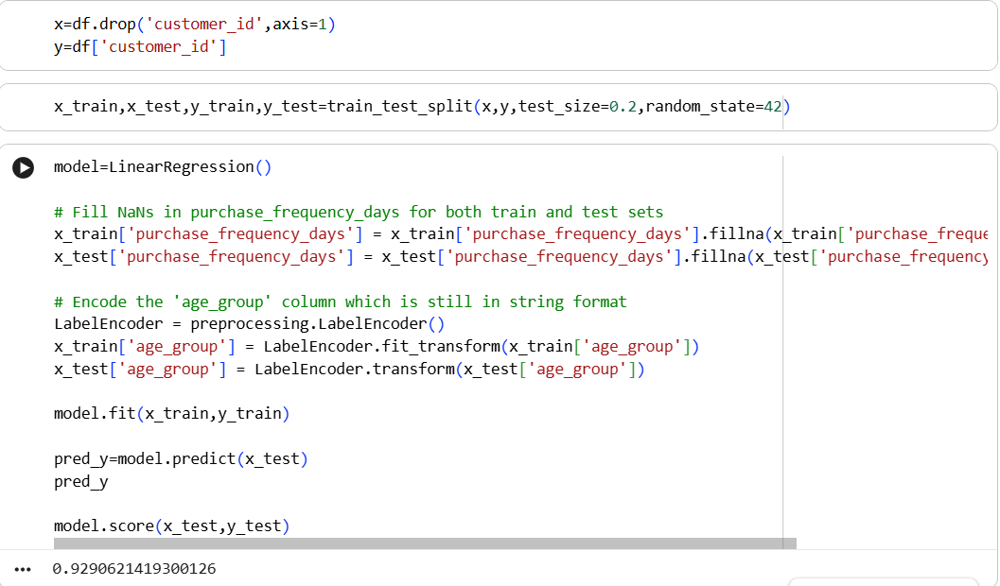 x=df.drop('customer_id',axis=1)
y=df['customer_id']
x_train,x_test,y_train,y_test=train_test_split(x,y,test_size=0.2,random_state=42)
model=LinearRegression()
# Fill NaNs in purchase_frequency_days for both train and test sets
x_train['purchase_frequency_days'] = x_train['purchase_frequency_days'].fillna(x_train['purchase_freque
x_test['purchase_frequency_days'] = x_test['purchase_frequency_days'].fillna(x_test['purchase_frequency
# Encode the 'age_group' column which is still in string format
LabelEncoder = preprocessing.LabelEncoder()
x_train['age_group'] = LabelEncoder.fit_transform(x_train['age_group'])
x_test['age_group'] = LabelEncoder.transform(x_test['age_group'])
model.fit(x_train,y_train)
pred_y=model.predict(x_test)
pred_y
model.score(x_test,y_test)
0.9290621419300126